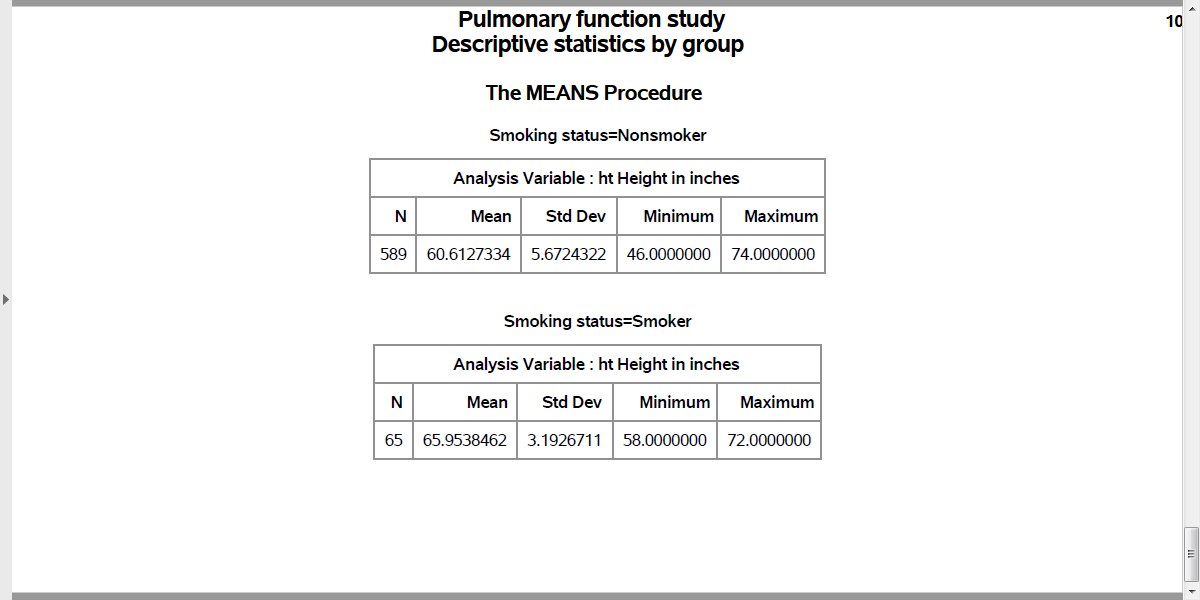 Pulmonary function study
10
Descriptive statistics by group
The MEANS Procedure
Smoking status=Nonsmoker
Analysis Variable : ht Height in inches
N Mean Std Dev Minimum Maximum
589 60.6127334 5.6724322 46.0000000 74.0000000
Smoking status=Smoker
Analysis Variable : ht Height in inches
N Mean Std Dev Minimum Maximum
65 65.9538462 3.1926711 58.0000000 72.0000000